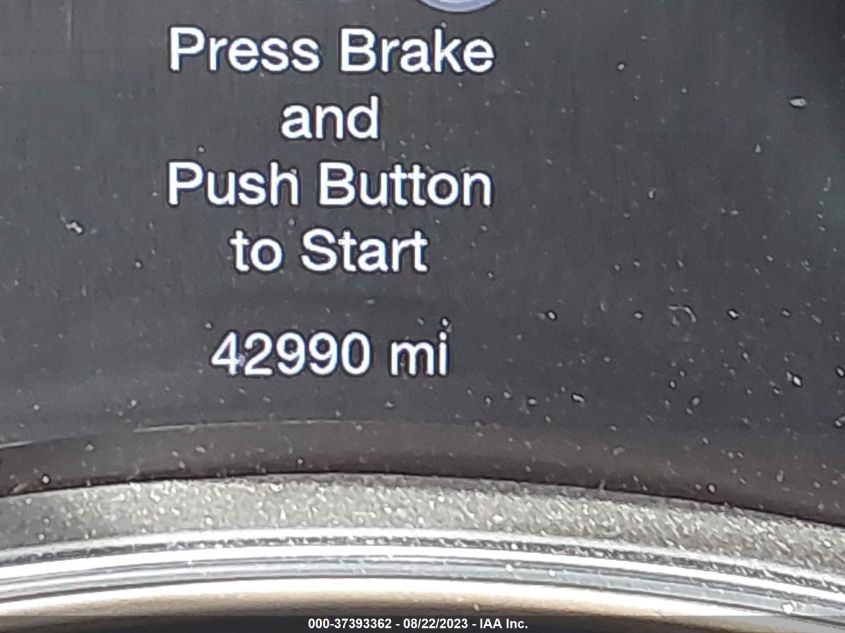 Press Brake
and
Push Button
to Start
42990 mi
000-37393362 - 08/22/2023 - IAA Inc.